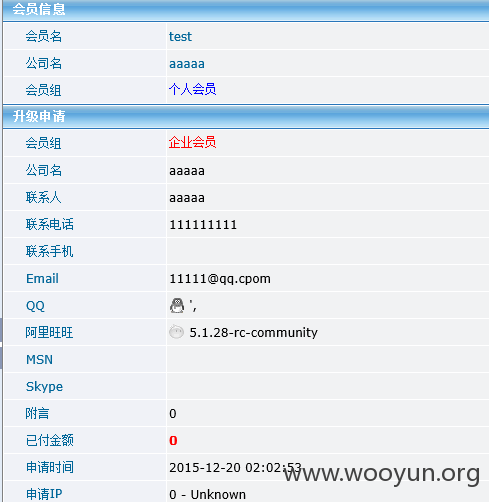 会员信息
会员名 test
公司名 aaaaa
会员组 个人会员
升级申请
会员组 企业会员
公司名 aaaaa
联系人 aaaaa
联系电话 111111111
联系手机
Email 11111@qq.cpom
QQ ',
阿里旺旺 5.1.28-rc-community
MSN
Skype
附言 0
已付金额 0
申请时间 2015-12-20 02:02:53
www.wooyun.org
申请IP 0 - Unknown